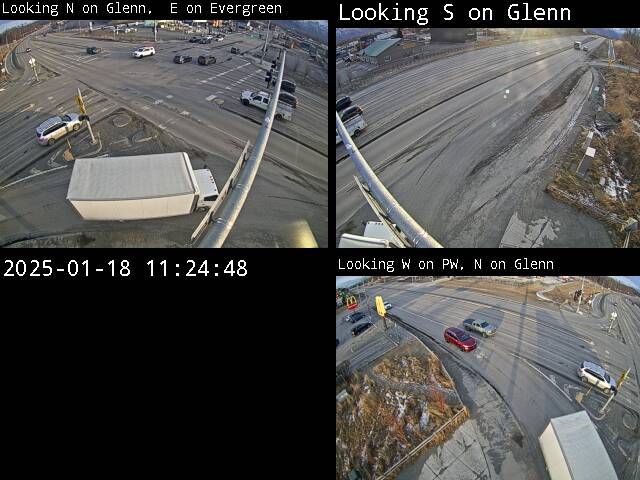 Looking N on Glenn,  E on Evergreen
Looking S on Glenn
2025-01-18 11:24:48
Looking W on PW, N on Glenn